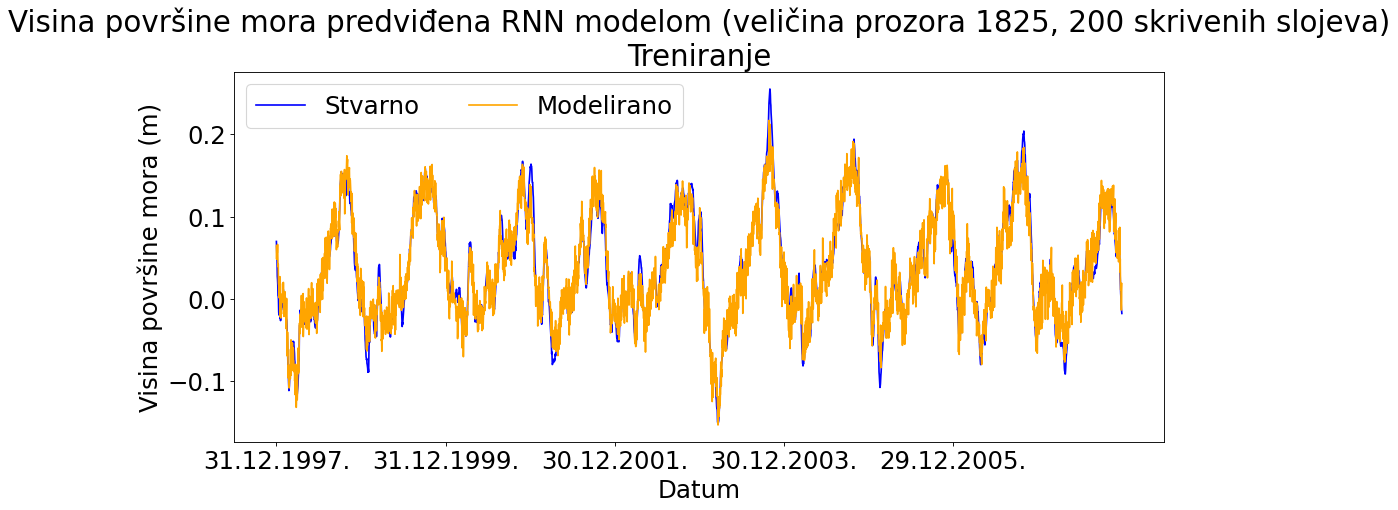 Visina površine mora predviđena RNN modelom (veličina prozora 1825, 200 skrivenih slojeva)
Treniranje
Stvarno
Modelirano
Visina površine mora (m)
0.2
0.1
0.0
−0.1
31.12.1997.
31.12.1999.
30.12.2001.
30.12.2003.
29.12.2005.
Datum